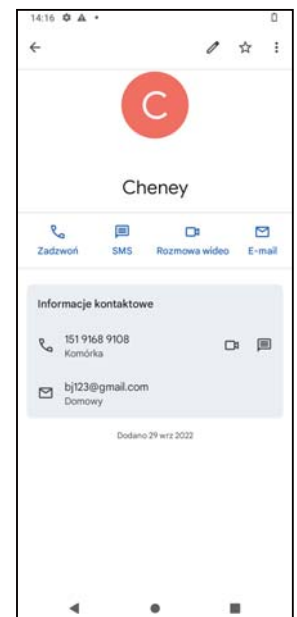 14:16
C
Cheney
Zadzwoń SMS Rozmowa wideo E-mail
Informacje kontaktowe
151 9168 9108
Komórka
bj123@gmail.com
Domowy
Dodano 29 wrz 2022